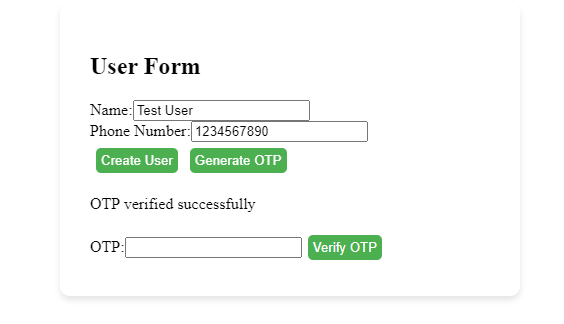 User Form
Name: Test User
Phone Number: 1234567890
Create User Generate OTP
OTP verified successfully
OTP: Verify OTP